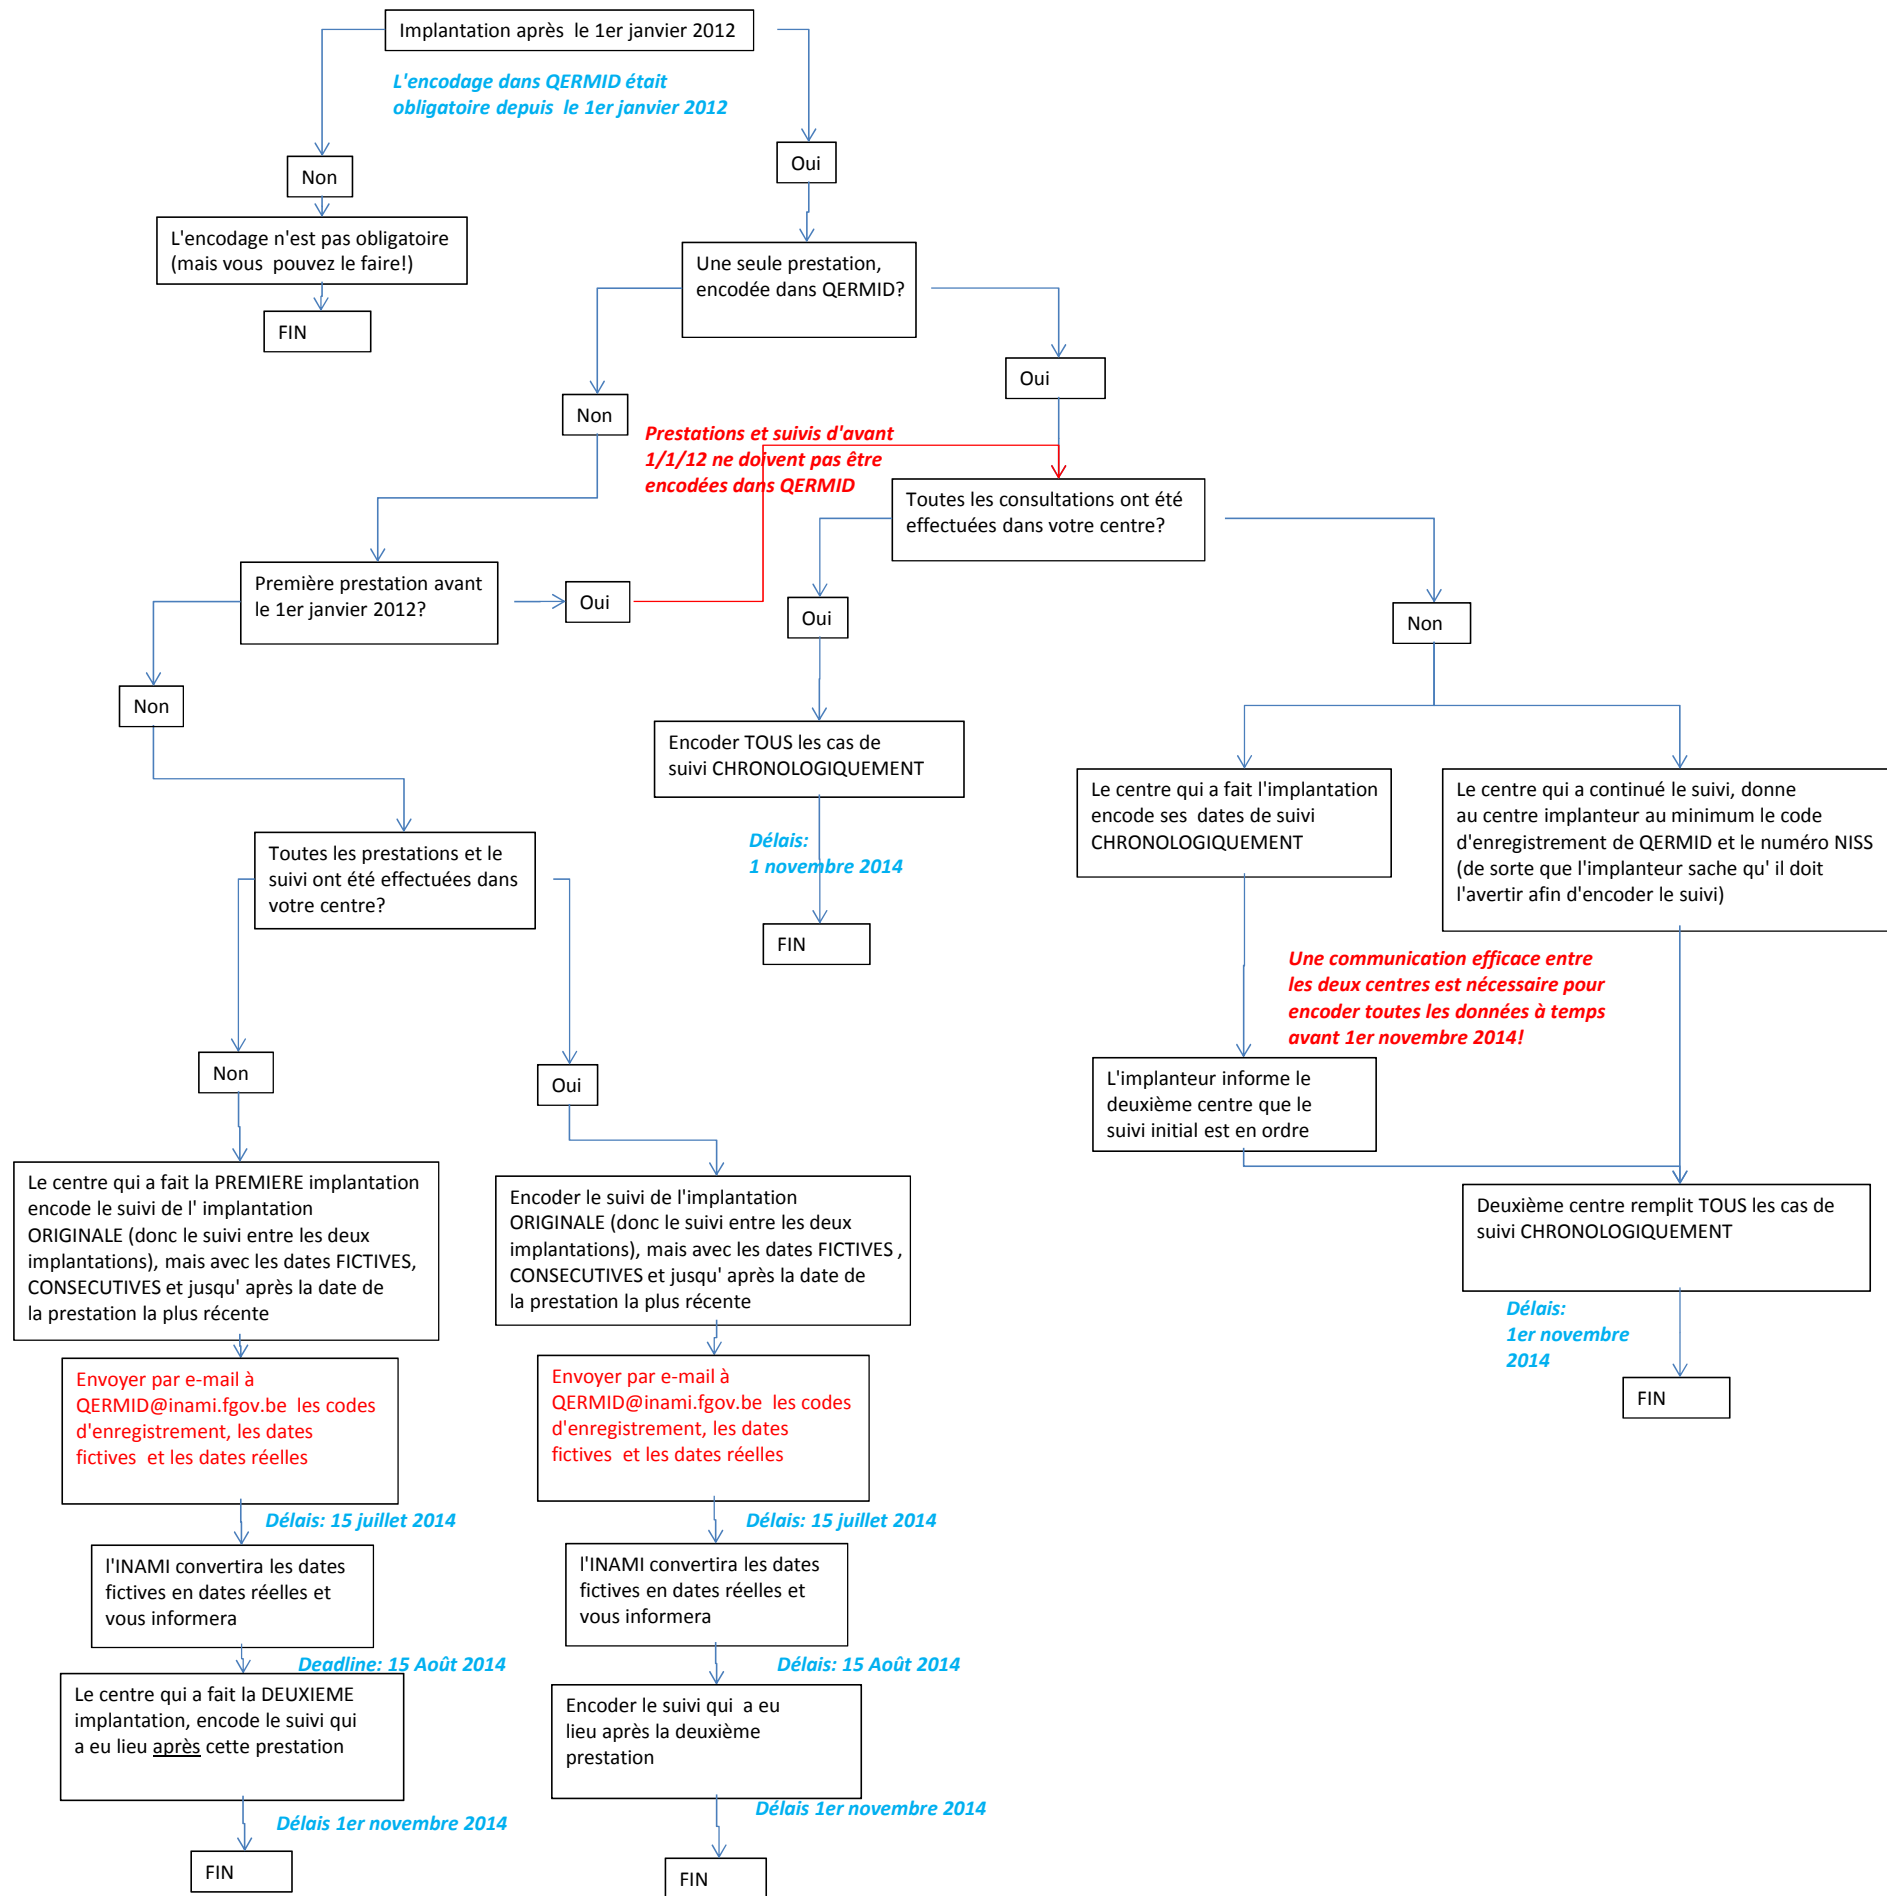 Implantation après  le 1er janvier 2012
L'encodage dans QERMID était
obligatoire depuis  le 1er janvier 2012
Non
Oui
L'encodage n'est pas obligatoire
(mais vous  pouvez le faire!)
FIN
Une seule prestation,
encodée dans QERMID?
Oui
Non
Prestations et suivis d'avant
1/1/12 ne doivent pas être
encodées dans QERMID
Toutes les consultations ont été
effectuées dans votre centre?
Première prestation avant
le 1er janvier 2012?
Oui
Oui
Non
Non
Encoder TOUS les cas de
suivi CHRONOLOGIQUEMENT
Délais:
1 novembre 2014
FIN
Le centre qui a fait l'implantation
encode ses  dates de suivi
CHRONOLOGIQUEMENT
Le centre qui a continué le suivi, donne
au centre implanteur au minimum le code
d'enregistrement de QERMID et le numéro NISS
(de sorte que l'implanteur sache qu' il doit
l'avertir afin d'encoder le suivi)
Toutes les prestations et le
suivi ont été effectuées dans
votre centre?
Une communication efficace entre
les deux centres est nécessaire pour
encoder toutes les données à temps
avant 1er novembre 2014!
Non
Oui
L'implanteur informe le
deuxième centre que le
suivi initial est en ordre
Le centre qui a fait la PREMIERE implantation
encode le suivi de l' implantation
ORIGINALE (donc le suivi entre les deux
implantations), mais avec les dates FICTIVES,
CONSECUTIVES et jusqu' après la date de
la prestation la plus récente
Encoder le suivi de l'implantation
ORIGINALE (donc le suivi entre les deux
implantations), mais avec les dates FICTIVES ,
CONSECUTIVES et jusqu' après la date de
la prestation la plus récente
Deuxième centre remplit TOUS les cas de
suivi CHRONOLOGIQUEMENT
Délais:
1er novembre
2014
FIN
Envoyer par e-mail à
QERMID@inami.fgov.be  les codes
d'enregistrement, les dates
fictives  et les dates réelles
Envoyer par e-mail à
QERMID@inami.fgov.be  les codes
d'enregistrement, les dates
fictives  et les dates réelles
Délais: 15 juillet 2014
Délais: 15 juillet 2014
l'INAMI convertira les dates
fictives en dates réelles et
vous informera
l'INAMI convertira les dates
fictives en dates réelles et
vous informera
Deadline: 15 Août 2014
Délais: 15 Août 2014
Le centre qui a fait la DEUXIEME
implantation, encode le suivi qui
a eu lieu après cette prestation
Encoder le suivi qui  a eu
lieu après la deuxième
prestation
Délais 1er novembre 2014
Délais 1er novembre 2014
FIN
FIN